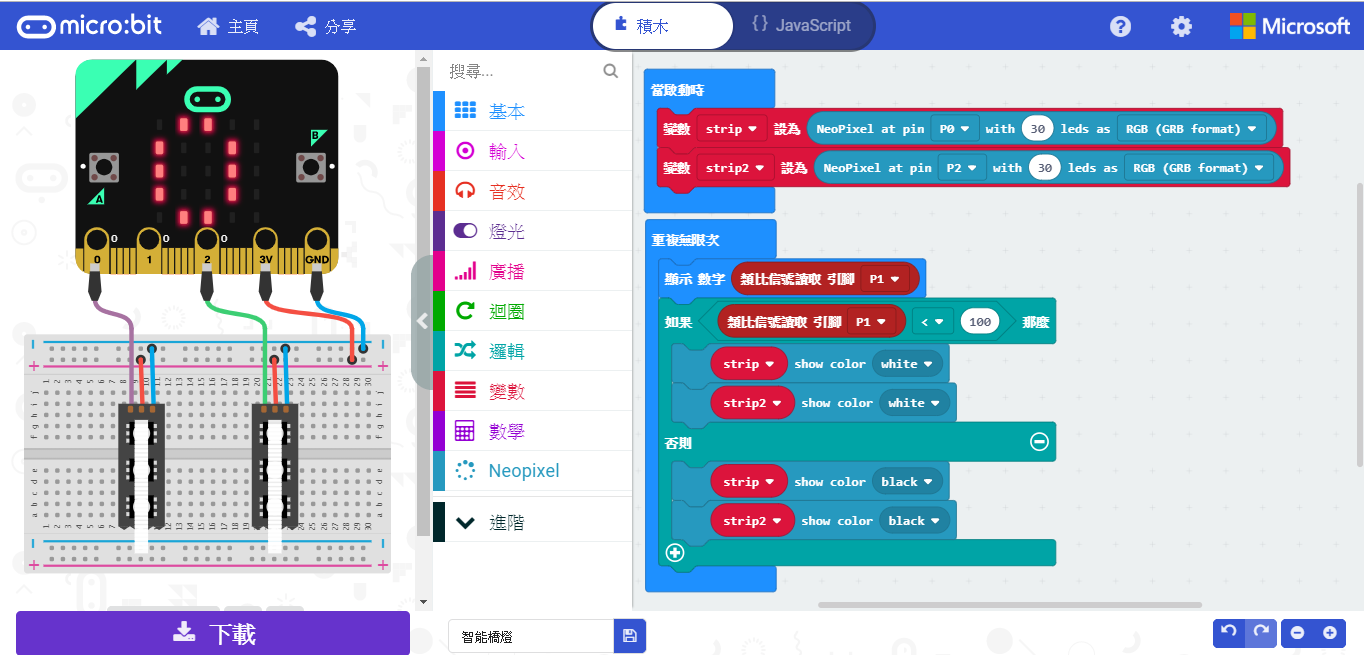 micro:bit 主頁 分享 積木 {} JavaScript ? Microsoft
搜尋...
基本
輸入
音效
燈光
廣播
迴圈
邏輯
變數
數學
Neopixel
進階
B
A
0 0 0
0 1 2 3V GND
當啟動時
變數 strip 設為 NeoPixel at pin P0 with 30 leds as RGB (GRB format)
變數 strip2 設為 NeoPixel at pin P2 with 30 leds as RGB (GRB format)
重複無限次
顯示 數字 類比信號讀取 引腳 P1
如果 類比信號讀取 引腳 P1 < 100 那麼
strip show color white
strip2 show color white
否則
strip show color black
strip2 show color black
下載
智能橋燈